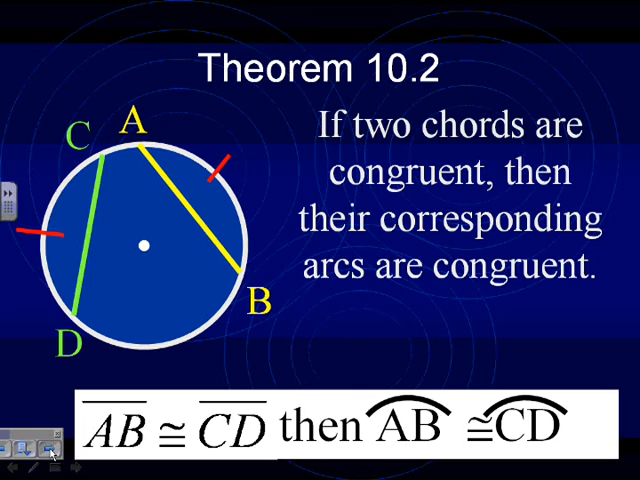 Theorem 10.2
If two chords are
congruent, then
their corresponding
arcs are congruent.
A
C
B
D
AB ≅ CD then AB ≅ CD